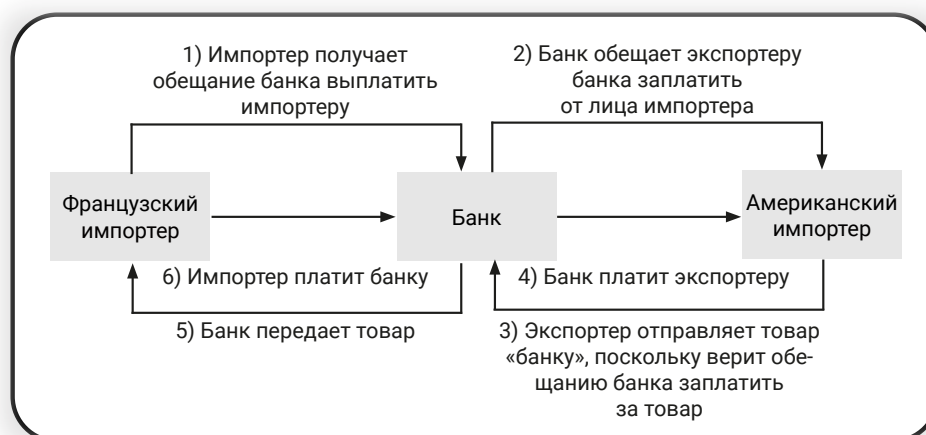 1) Импортер получает
обещание банка выплатить
импортеру
2) Банк обещает экспортеру
банка заплатить
от лица импортера
Французский
импортер
Банк
Американский
импортер
6) Импортер платит банку
4) Банк платит экспортеру
5) Банк передает товар
3) Экспортер отправляет товар
«банку», поскольку верит обе-
щанию банка заплатить
за товар